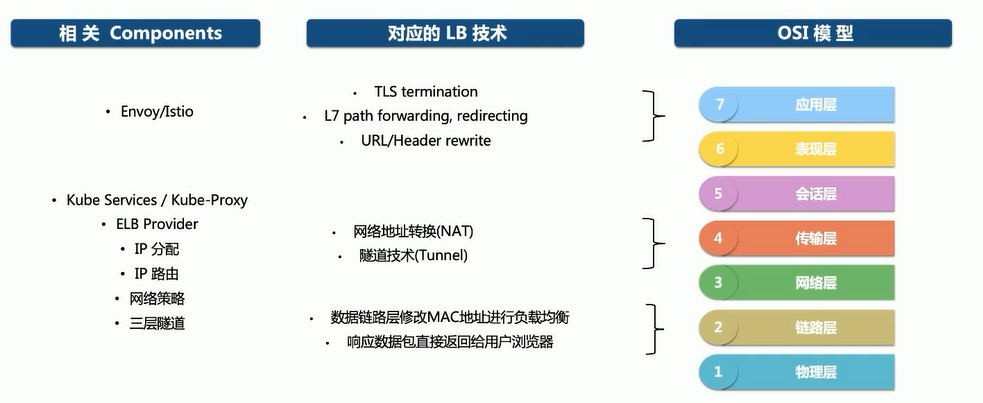 相 关 Components
• Envoy/Istio
• Kube Services / Kube-Proxy
• ELB Provider
• IP 分配
• IP 路由
• 网络策略
• 三层隧道
对应的 LB 技术
• TLS termination
• L7 path forwarding, redirecting
• URL/Header rewrite
• 网络地址转换(NAT)
• 隧道技术(Tunnel)
• 数据链路层修改MAC地址进行负载均衡
• 响应数据包直接返回给用户浏览器
OSI 模 型
7 应用层
6 表现层
5 会话层
4 传输层
3 网络层
2 链路层
1 物理层